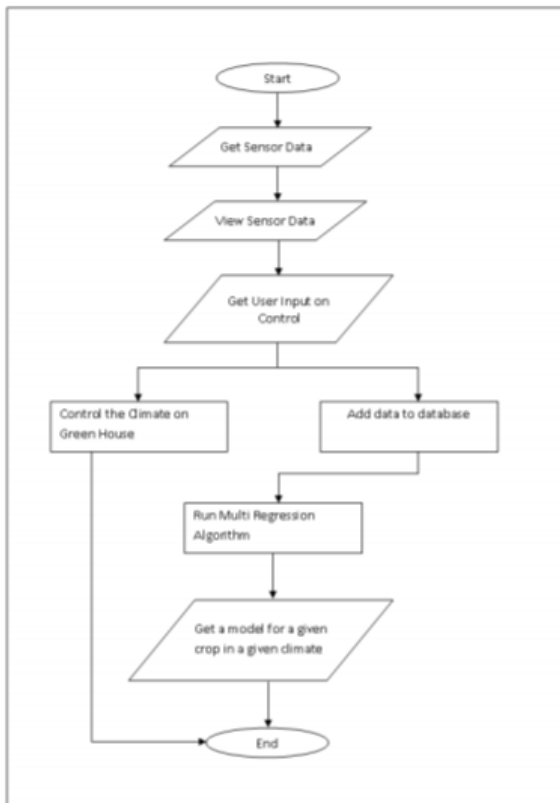 Start
Get Sensor Data
View Sensor Data
Get User Input on
Control
Control the Climate on
Green House
Add data to database
Run Multi Regression
Algorithm
Get a model for a given
crop in a given climate
End